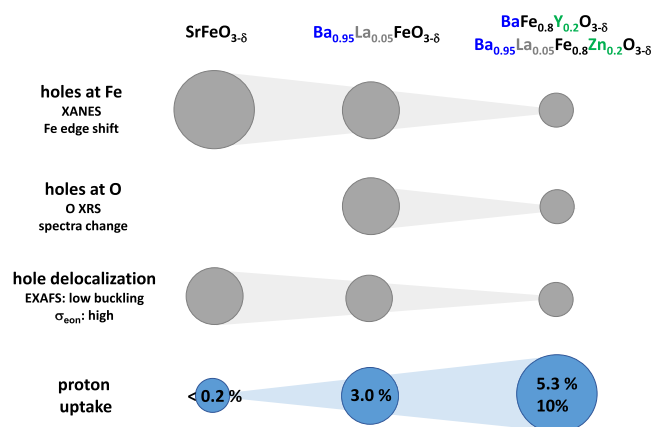 SrFeO3-δ
Ba0.95La0.05FeO3-δ
BaFe0.8Y0.2O3-δ
Ba0.95La0.05Fe0.8Zn0.2O3-δ
holes at Fe
XANES
Fe edge shift
holes at O
O XRS
spectra change
hole delocalization
EXAFS: low buckling
σeon: high
proton
uptake
< 0.2 %
3.0 %
5.3 %
10%